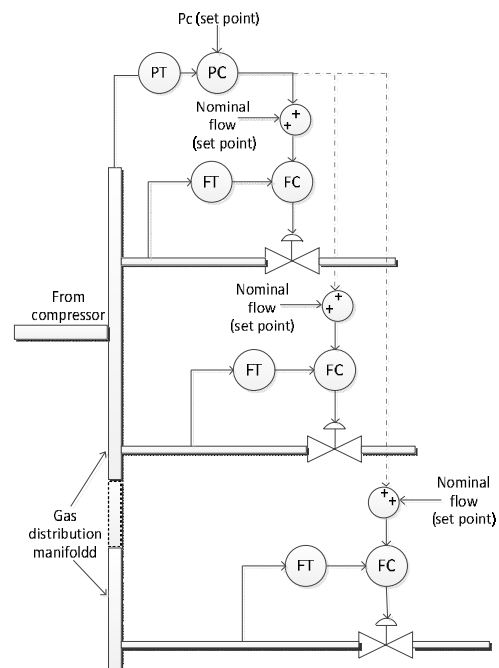 Pc (set point)
PT
PC
Nominal
flow
(set point)
+
+
FT
FC
From
compressor
Nominal
flow
(set point)
+
+
FT
FC
Gas
distribution
manifoldd
Nominal
flow
(set point)
+
+
FT
FC